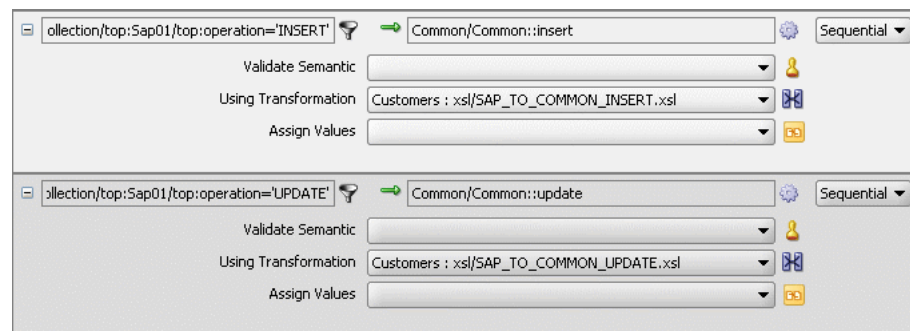 ollection/top:Sap01/top:operation='INSERT' Common/Common::insert Sequential
Validate Semantic
Using Transformation Customers : xsl/SAP_TO_COMMON_INSERT.xsl
Assign Values
ollection/top:Sap01/top:operation='UPDATE' Common/Common::update Sequential
Validate Semantic
Using Transformation Customers : xsl/SAP_TO_COMMON_UPDATE.xsl
Assign Values